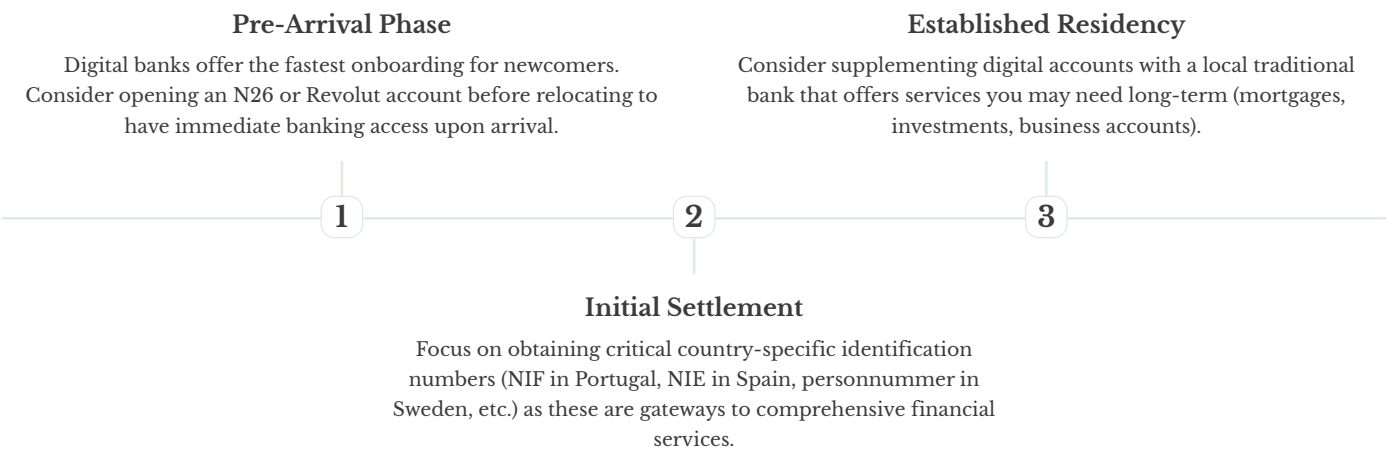 Pre-Arrival Phase
Digital banks offer the fastest onboarding for newcomers.
Consider opening an N26 or Revolut account before relocating to
have immediate banking access upon arrival.
1
2
Initial Settlement
Focus on obtaining critical country-specific identification
numbers (NIF in Portugal, NIE in Spain, personnummer in
Sweden, etc.) as these are gateways to comprehensive financial
services.
3
Established Residency
Consider supplementing digital accounts with a local traditional
bank that offers services you may need long-term (mortgages,
investments, business accounts).